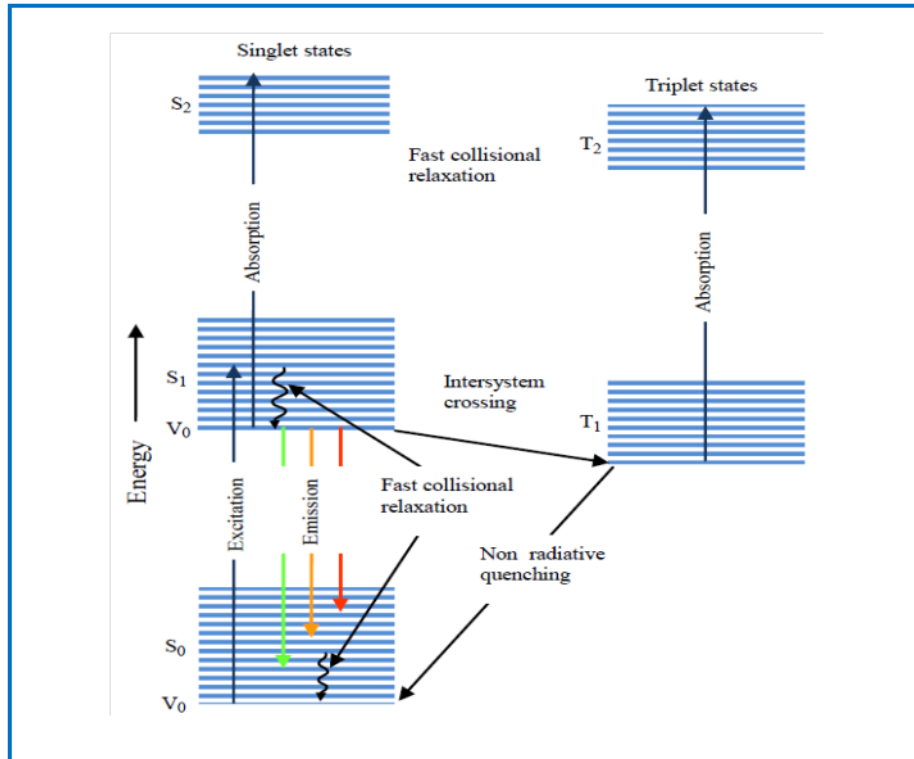 Singlet states
Triplet states
S₂
T₂
Fast collisional
relaxation
Absorption
Absorption
S₁
V₀
Intersystem
crossing
T₁
Energy
Excitation
Emission
Fast collisional
relaxation
Non radiative
quenching
S₀
V₀